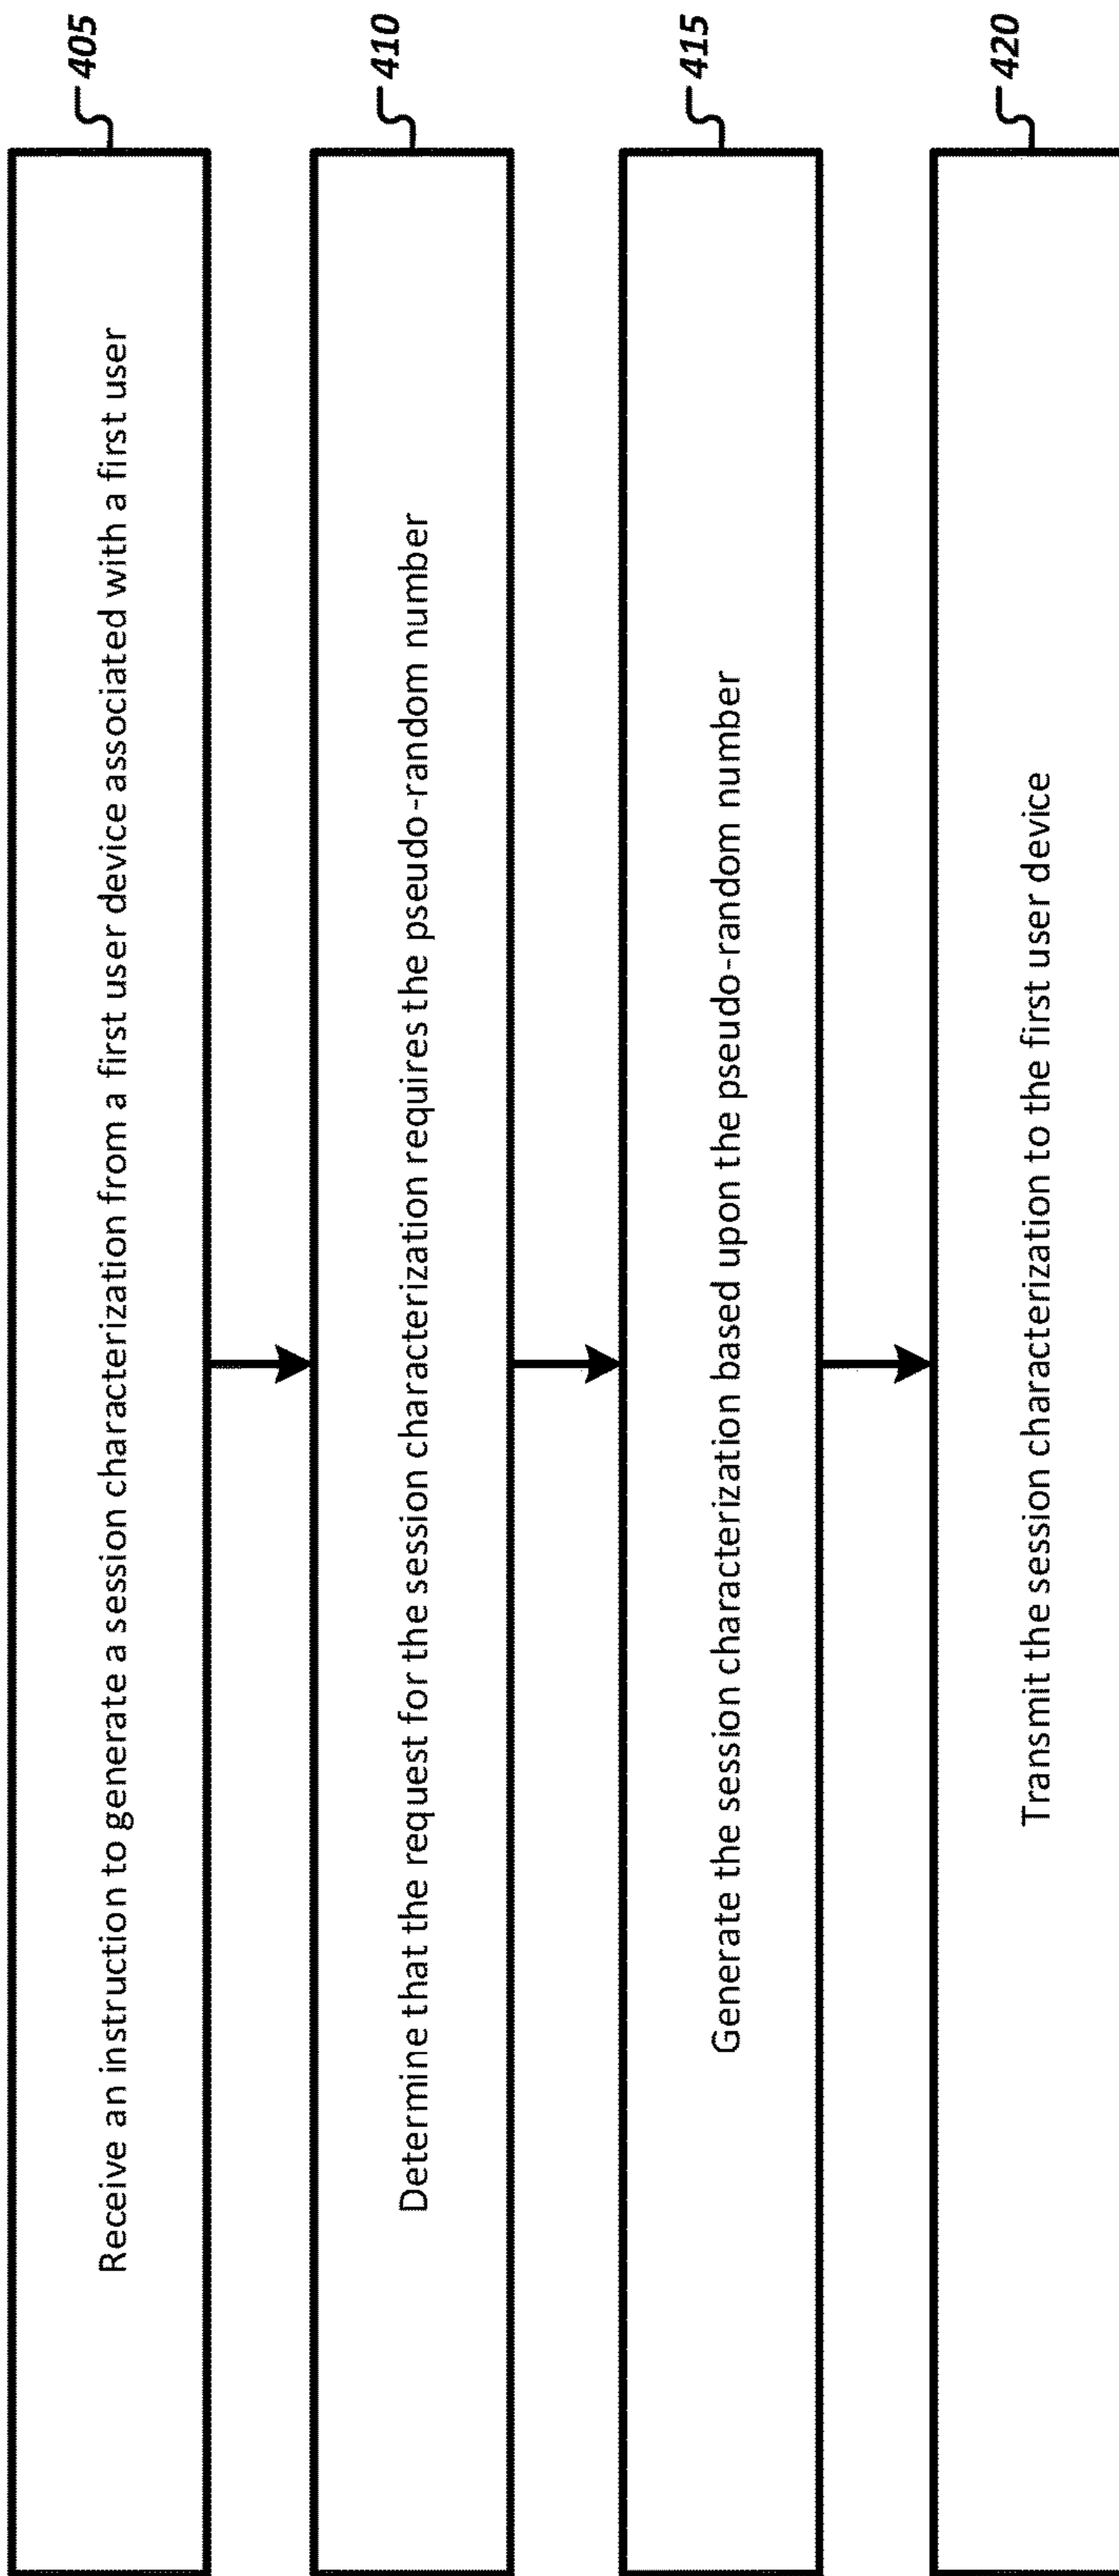 Receive an instruction to generate a session characterization from a first user device associated with a first user
405
Determine that the request for the session characterization requires the pseudo-random number
410
Generate the session characterization based upon the pseudo-random number
415
Transmit the session characterization to the first user device
420